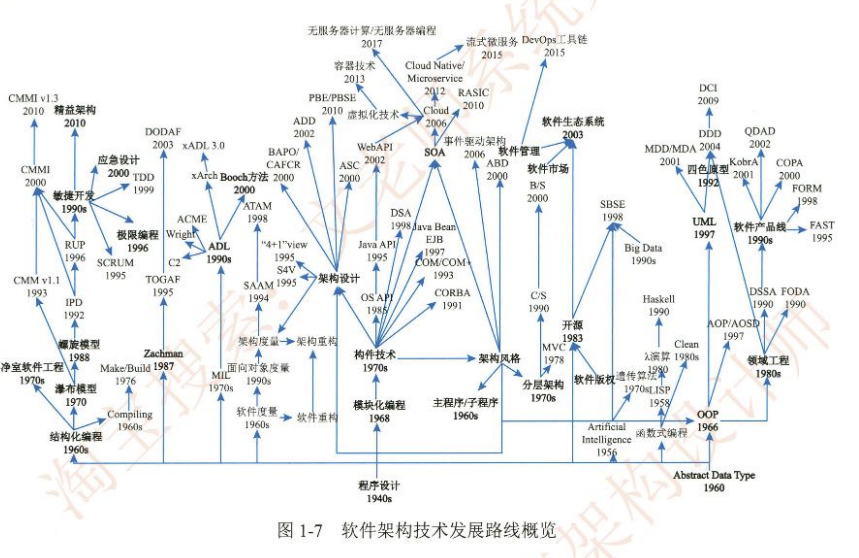 无服务器计算/无服务器编程
2017
流式微服务
2015
DevOps工具链
2015
容器技术
2013
Cloud Native/
Microservice
2012
CMMI v1.3
2010
精益架构
2010
PBE/PBSE
2010
虚拟化技术
Cloud
2006
RASIC
2010
DCI
2009
ADD
2002
DODAF
2003
xADL 3.0
WebAPI
2002
SOA
事件驱动架构
2006
软件管理
软件生态系统
2003
DDD
2004
QDAD
2002
MDD/MDA
2001
应急设计
2000
BAPO/
CAFCR
2000
ASC
2000
ABD
2000
软件市场
四色原型
1992
KobrA
2001
COPA
2000
CMMI
2000
TDD
1999
xArch
Booch方法
2000
B/S
2000
FORM
1998
敏捷开发
1990s
ATAM
1998
DSA
1998
SBSE
1998
UML
1997
软件产品线
1990s
FAST
1995
极限编程
1996
ACME
Wright
C2
ADL
1990s
“4+1”view
1995
Java API
1995
Java Bean
EJB
1997
Big Data
1990s
RUP
1996
SCRUM
1995
S4V
1995
架构设计
COM/COM+
1993
CMM v1.1
1993
TOGAF
1995
SAAM
1994
OS API
1985
CORBA
1991
C/S
1990
Haskell
1990
DSSA
1990
FODA
1990
IPD
1992
开源
1983
AOP/AOSD
1997
螺旋模型
1988
架构度量
架构重构
MVC
1978
λ演算
1980
Clean
1980s
净室软件工程
1970s
Make/Build
1976
Zachman
1987
MIL
1970s
面向对象度量
1990s
构件技术
1970s
架构风格
分层架构
1970s
软件版权
遗传算法
1970s
LISP
1958
领域工程
1980s
瀑布模型
1970
模块化编程
1968
主程序/子程序
1960s
Compiling
1960s
软件度量
1960s
软件重构
Artificial
Intelligence
1956
函数式编程
OOP
1966
结构化编程
1960s
程序设计
1940s
Abstract Data Type
1960
图 1-7 软件架构技术发展路线概览